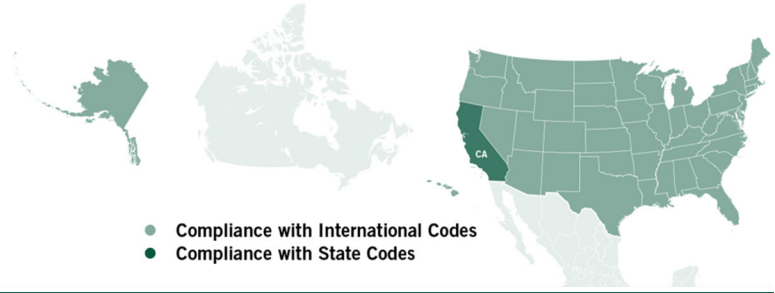 CA
Compliance with International Codes
Compliance with State Codes